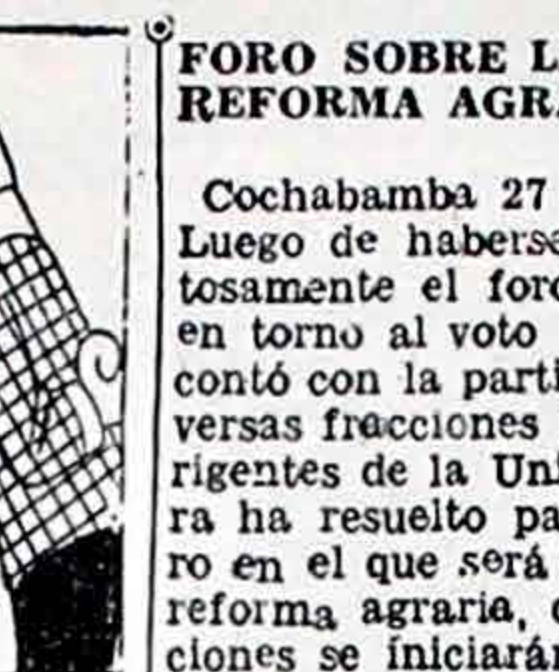 FORO SOBRE L
REFORMA AGR
Cochabamba 27
Luego de haberse
tosamente el foro
en torno al voto
contó con la parti
versas fracciones
rigentes de la Uni
ra ha resuelto pa
ro en el que será
reforma agraria,
ciones se iniciará